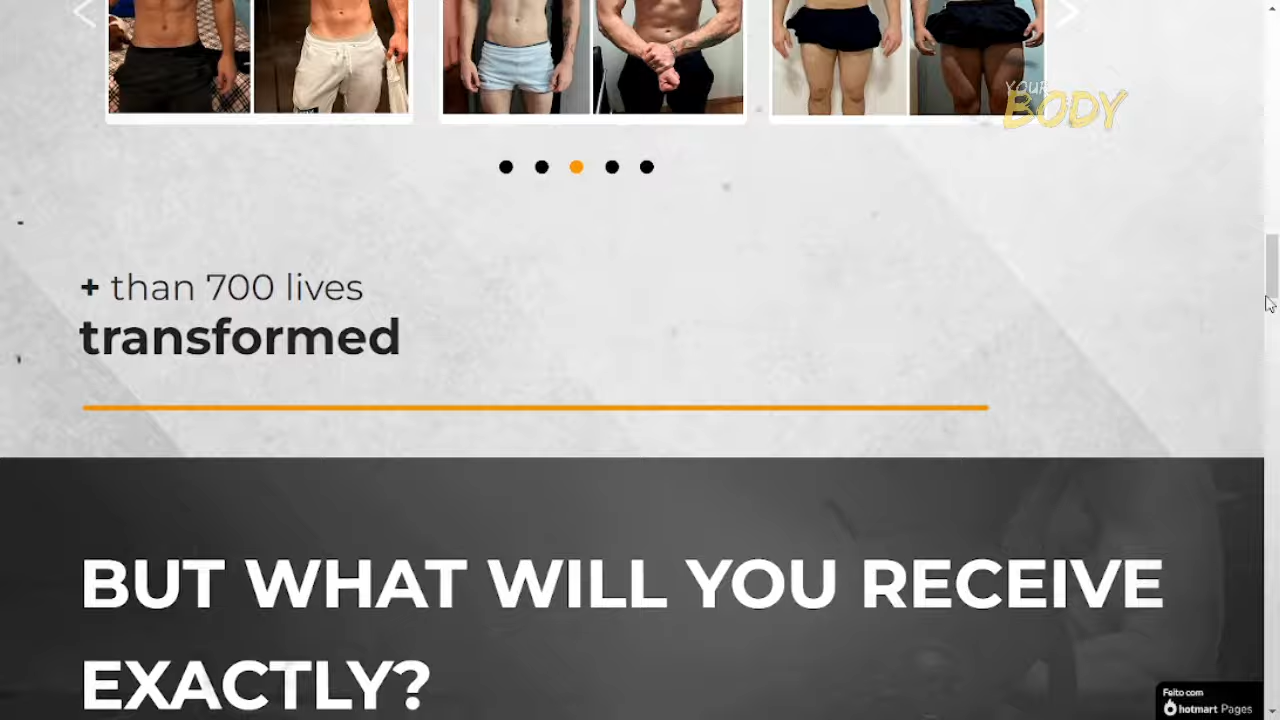 YOUR
BODY
+ than 700 lives
transformed
BUT WHAT WILL YOU RECEIVE
EXACTLY?
Feito com
hotmart Pages